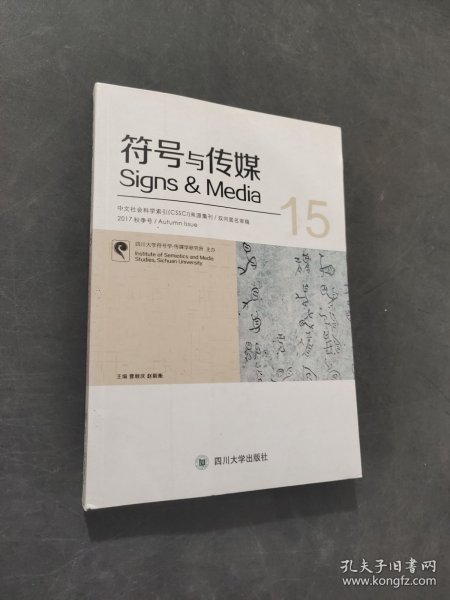 符号与传媒
Signs & Media
15
中文社会科学索引(CSSCI)来源集刊 / 双向匿名审稿
2017 秋季号 / Autumn Issue
四川大学符号学-传媒学研究所 主办
Institute of Semiotics and Media
Studies, Sichuan University
主编 曹顺庆 赵毅衡
四川大学出版社
孔夫子旧书网
www.kongfz.com